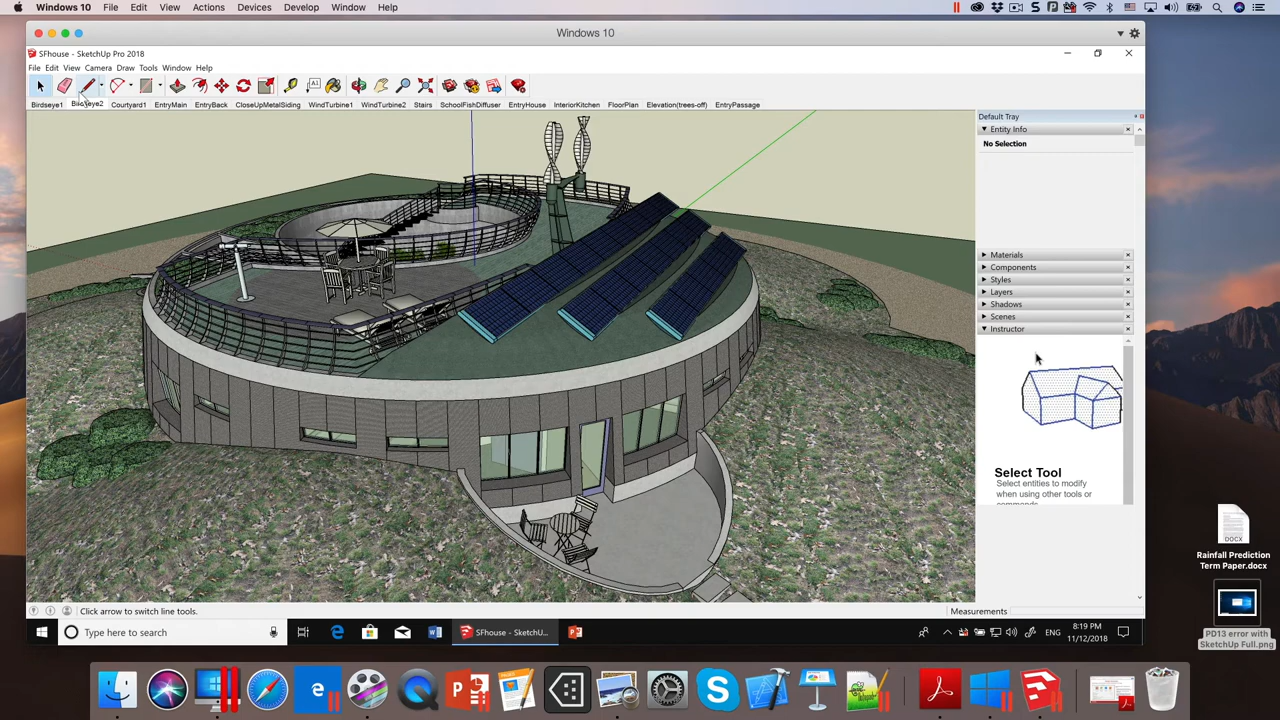 Windows 10 File Edit View Actions Devices Develop Window Help
Windows 10
SFhouse - SketchUp Pro 2018
File Edit View Camera Draw Tools Window Help
Birdseye1 Birdseye2 Courtyard1 EntryMain EntryBack CloseUpMetalSiding WindTurbine1 WindTurbine2 Stairs SchoolFishDiffuser EntryHouse InteriorKitchen FloorPlan Elevation(trees-off) EntryPassage
Default Tray
Entity Info
No Selection
Materials
Components
Styles
Layers
Shadows
Scenes
Instructor
Select Tool
Select entities to modify
when using other tools or
commands.
DOCX
Rainfall Prediction
Term Paper.docx
PD13 error with
SketchUp Full.png
Click arrow to switch line tools.
Measurements
Type here to search
SFhouse - SketchU...
ENG
8:19 PM
11/12/2018